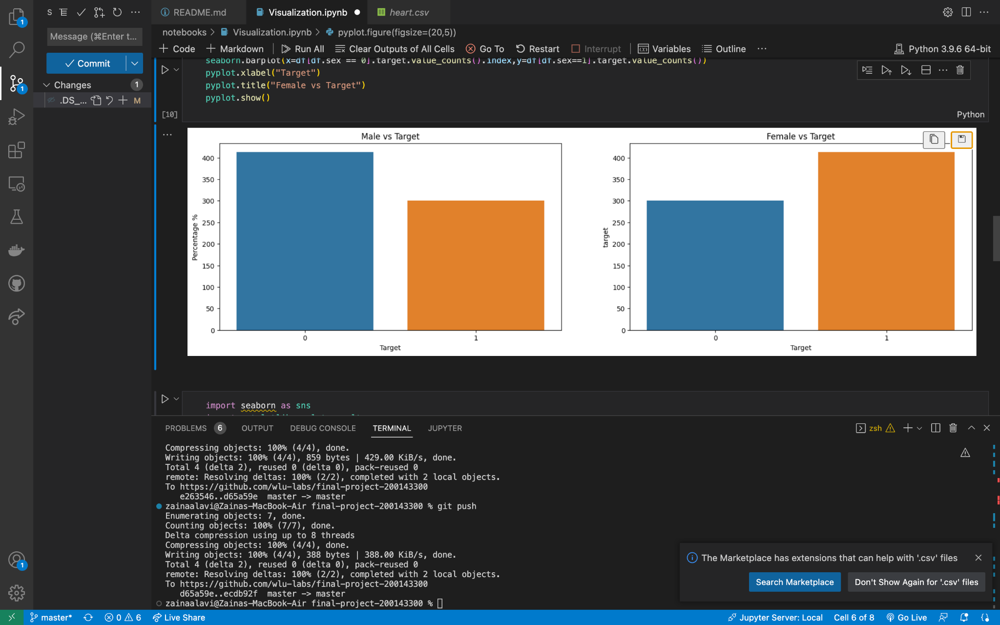 S
README.md
Visualization.ipynb
heart.csv
Message (⌘Enter t...
Commit
Changes 1
.DS_... M
1
1
1
notebooks > Visualization.ipynb > pyplot.figure(figsize=(20,5))
+ Code + Markdown Run All Clear Outputs of All Cells Go To Restart Interrupt Variables Outline ... Python 3.9.6 64-bit
seaborn.barplot(x=df[df.sex == 0].target.value_counts().index,y=df[df.sex==1].target.value_counts())
pyplot.xlabel("Target")
pyplot.title("Female vs Target")
pyplot.show()
[10]
Python
Male vs Target
Percentage %
400
350
300
250
200
150
100
50
0
0 1
Target
Female vs Target
target
400
350
300
250
200
150
100
50
0
0 1
Target
import seaborn as sns
PROBLEMS 6 OUTPUT DEBUG CONSOLE TERMINAL JUPYTER
zsh
Compressing objects: 100% (4/4), done.
Writing objects: 100% (4/4), 859 bytes | 429.00 KiB/s, done.
Total 4 (delta 2), reused 0 (delta 0), pack-reused 0
remote: Resolving deltas: 100% (2/2), completed with 2 local objects.
To https://github.com/wlu-labs/final-project-200143300
e263546..d65a59e master -> master
zainaalavi@Zainas-MacBook-Air final-project-200143300 % git push
Enumerating objects: 7, done.
Counting objects: 100% (7/7), done.
Delta compression using up to 8 threads
Compressing objects: 100% (4/4), done.
Writing objects: 100% (4/4), 388 bytes | 388.00 KiB/s, done.
Total 4 (delta 2), reused 0 (delta 0), pack-reused 0
remote: Resolving deltas: 100% (2/2), completed with 2 local objects.
To https://github.com/wlu-labs/final-project-200143300
d65a59e..ecdb92f master -> master
zainaalavi@Zainas-MacBook-Air final-project-200143300 %
The Marketplace has extensions that can help with '.csv' files
Search Marketplace
Don't Show Again for '.csv' files
master* 0 6 Live Share
Jupyter Server: Local Cell 6 of 8 Go Live